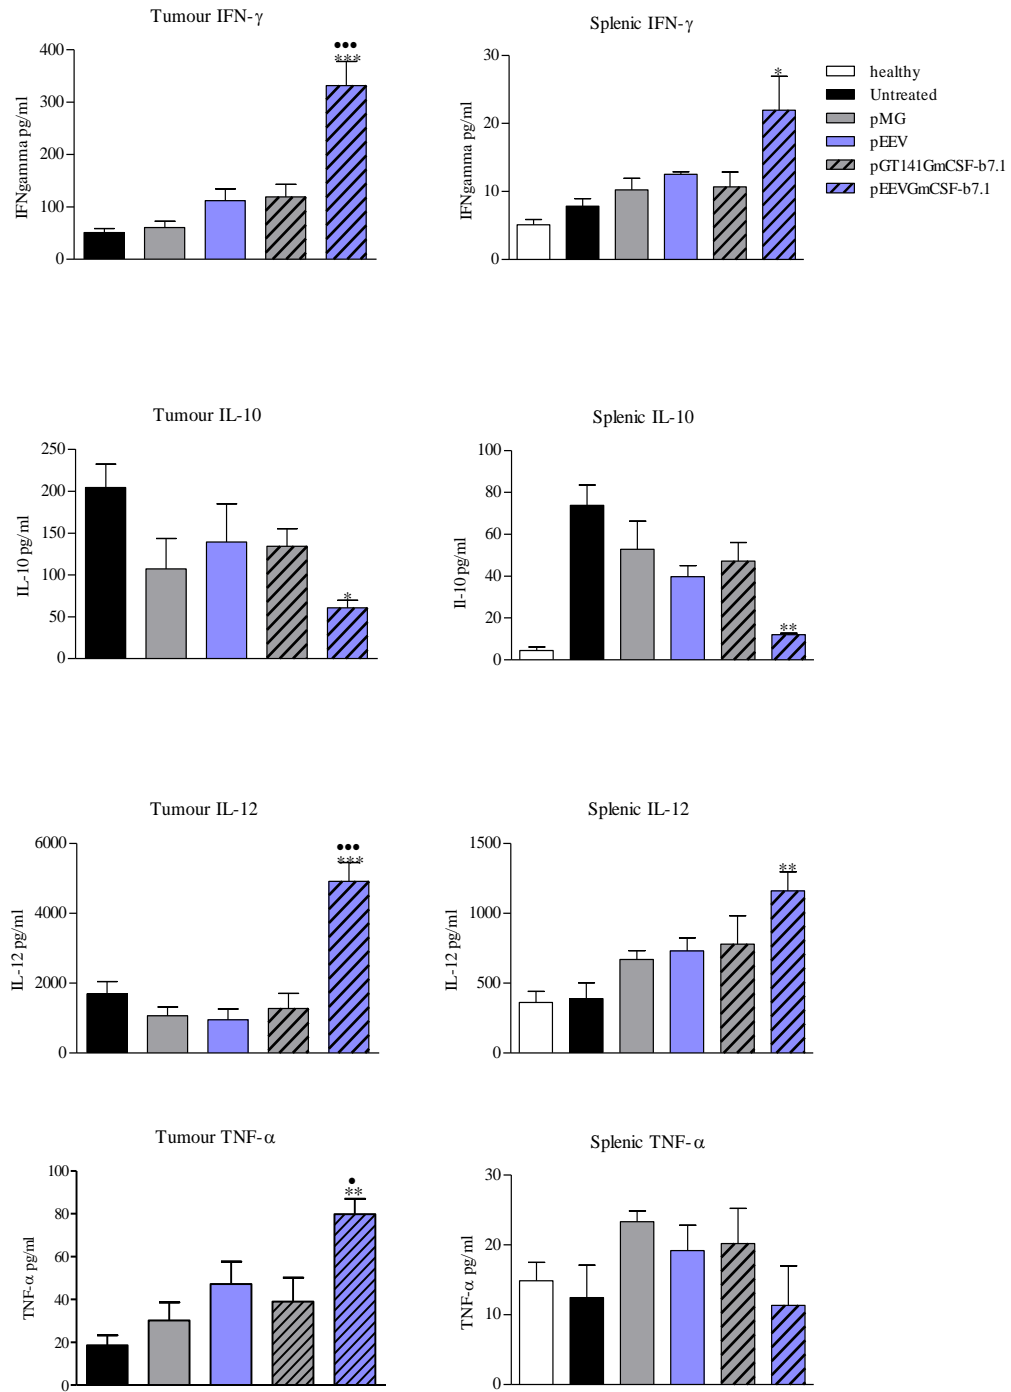 Tumour IFN-γ
•••
***
400
300
200
100
0
IFNgamma pg/ml
Splenic IFN-γ
*
30
20
10
0
IFNgamma pg/ml
healthy
Untreated
pMG
pEEV
pGT141GmCSF-b7.1
pEEVGmCSF-b7.1
Tumour IL-10
250
200
150
100
50
0
IL-10 pg/ml
*
Splenic IL-10
100
80
60
40
20
0
Il-10 pg/ml
**
Tumour IL-12
•••
***
6000
4000
2000
0
IL-12 pg/ml
Splenic IL-12
**
1500
1000
500
0
IL-12 pg/ml
Tumour TNF-α
•
**
100
80
60
40
20
0
TNF-α pg/ml
Splenic TNF-α
30
20
10
0
TNF-α pg/ml